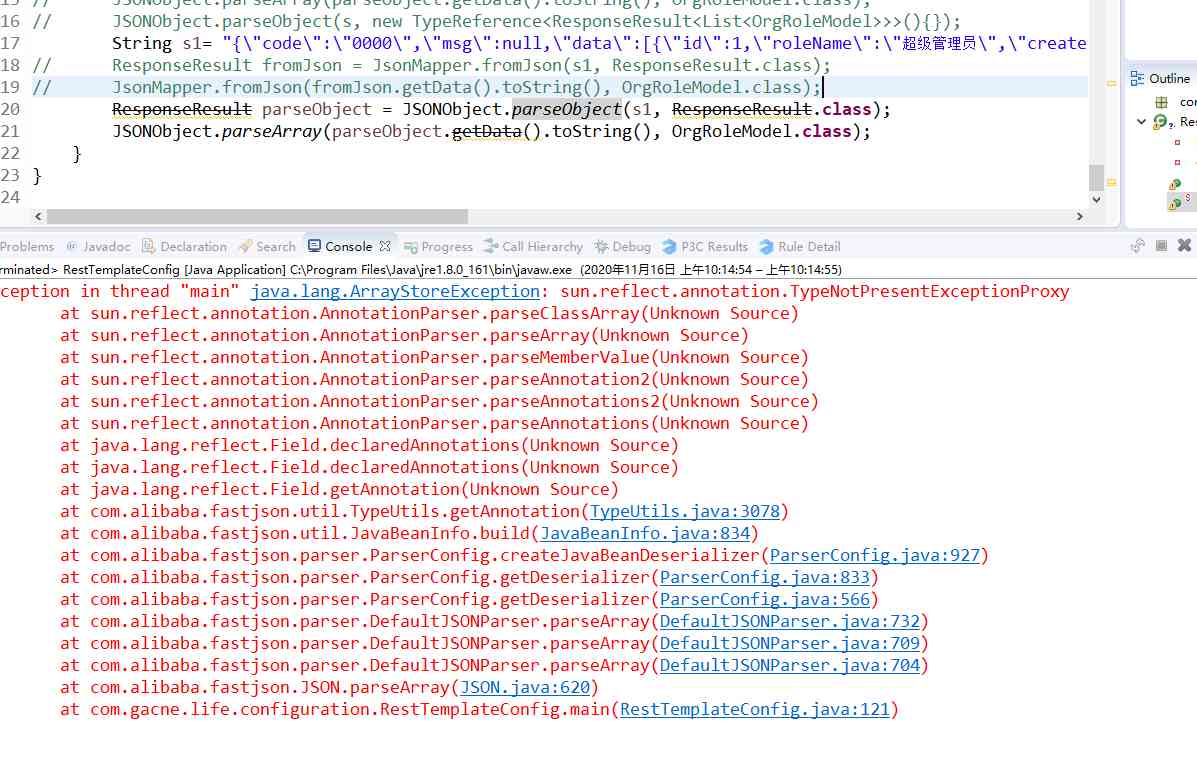 15 //      JSONObject.parseArray(parseObject.getData().toString(), OrgRoleModel.class);
16 //      JSONObject.parseObject(s, new TypeReference<ResponseResult<List<OrgRoleModel>>>(){});
17         String s1= "{\"code\":\"0000\",\"msg\":null,\"data\":[{\"id\":1,\"roleName\":\"超级管理员\",\"create
18 //      ResponseResult fromJson = JsonMapper.fromJson(s1, ResponseResult.class);
19 //      JsonMapper.fromJson(fromJson.getData().toString(), OrgRoleModel.class);
20         ResponseResult parseObject = JSONObject.parseObject(s1, ResponseResult.class);
21         JSONObject.parseArray(parseObject.getData().toString(), OrgRoleModel.class);
22     }
23 }
24
Outline
con
Res
S
Problems @ Javadoc Declaration Search Console Progress Call Hierarchy Debug P3C Results Rule Detail
rminated> RestTemplateConfig [Java Application] C:\Program Files\Java\jre1.8.0_161\bin\javaw.exe (2020年11月16日 上午10:14:54 – 上午10:14:55)
ception in thread "main" java.lang.ArrayStoreException: sun.reflect.annotation.TypeNotPresentExceptionProxy
at sun.reflect.annotation.AnnotationParser.parseClassArray(Unknown Source)
at sun.reflect.annotation.AnnotationParser.parseArray(Unknown Source)
at sun.reflect.annotation.AnnotationParser.parseMemberValue(Unknown Source)
at sun.reflect.annotation.AnnotationParser.parseAnnotation2(Unknown Source)
at sun.reflect.annotation.AnnotationParser.parseAnnotations2(Unknown Source)
at sun.reflect.annotation.AnnotationParser.parseAnnotations(Unknown Source)
at java.lang.reflect.Field.declaredAnnotations(Unknown Source)
at java.lang.reflect.Field.declaredAnnotations(Unknown Source)
at java.lang.reflect.Field.getAnnotation(Unknown Source)
at com.alibaba.fastjson.util.TypeUtils.getAnnotation(TypeUtils.java:3078)
at com.alibaba.fastjson.util.JavaBeanInfo.build(JavaBeanInfo.java:834)
at com.alibaba.fastjson.parser.ParserConfig.createJavaBeanDeserializer(ParserConfig.java:927)
at com.alibaba.fastjson.parser.ParserConfig.getDeserializer(ParserConfig.java:833)
at com.alibaba.fastjson.parser.ParserConfig.getDeserializer(ParserConfig.java:566)
at com.alibaba.fastjson.parser.DefaultJSONParser.parseArray(DefaultJSONParser.java:732)
at com.alibaba.fastjson.parser.DefaultJSONParser.parseArray(DefaultJSONParser.java:709)
at com.alibaba.fastjson.parser.DefaultJSONParser.parseArray(DefaultJSONParser.java:704)
at com.alibaba.fastjson.JSON.parseArray(JSON.java:620)
at com.gacne.life.configuration.RestTemplateConfig.main(RestTemplateConfig.java:121)